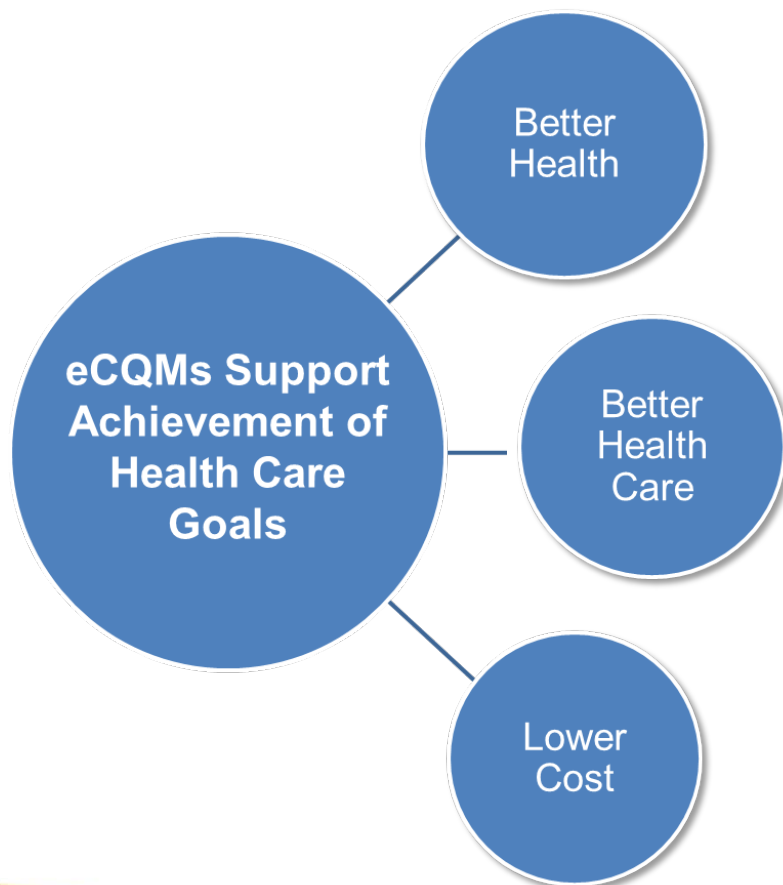 Better
Health
eCQMs Support
Achievement of
Health Care
Goals
Better
Health
Care
Lower
Cost